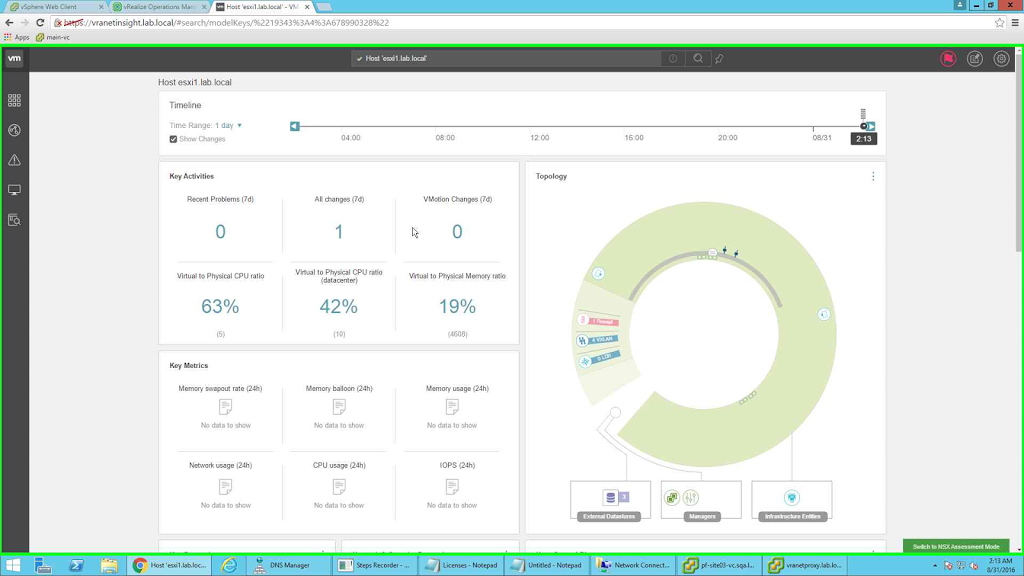 vSphere Web Client
vRealize Operations Man
Host 'esxi1.lab.local' - VM
https://vranetinsight.lab.local/#search/modelKeys/%2219343%3A4%3A678990328%22
Apps
main-vc
vm
Host 'esxi1.lab.local'
Host esxi1.lab.local
Timeline
Time Range: 1 day
Show Changes
04:00
08:00
12:00
16:00
20:00
08/31
2:13
Key Activities
Recent Problems (7d)
All changes (7d)
VMotion Changes (7d)
0
1
0
Virtual to Physical CPU ratio
Virtual to Physical CPU ratio
(datacenter)
Virtual to Physical Memory ratio
63%
42%
19%
(5)
(10)
(4608)
Key Metrics
Memory swapout rate (24h)
Memory balloon (24h)
Memory usage (24h)
No data to show
No data to show
No data to show
Network usage (24h)
CPU usage (24h)
IOPS (24h)
No data to show
No data to show
No data to show
Topology
1 Firewall
4 VXLAN
3
External Datastores
Managers
Infrastructure Entities
Switch to NSX Assessment Mode
Host 'esxi1.lab.loc...
DNS Manager
Steps Recorder - ...
Licenses - Notepad
Untitled - Notepad
Network Connect...
pf-site03-vc.sqa.l...
vranetproxy.lab.lo...
2:13 AM
8/31/2016